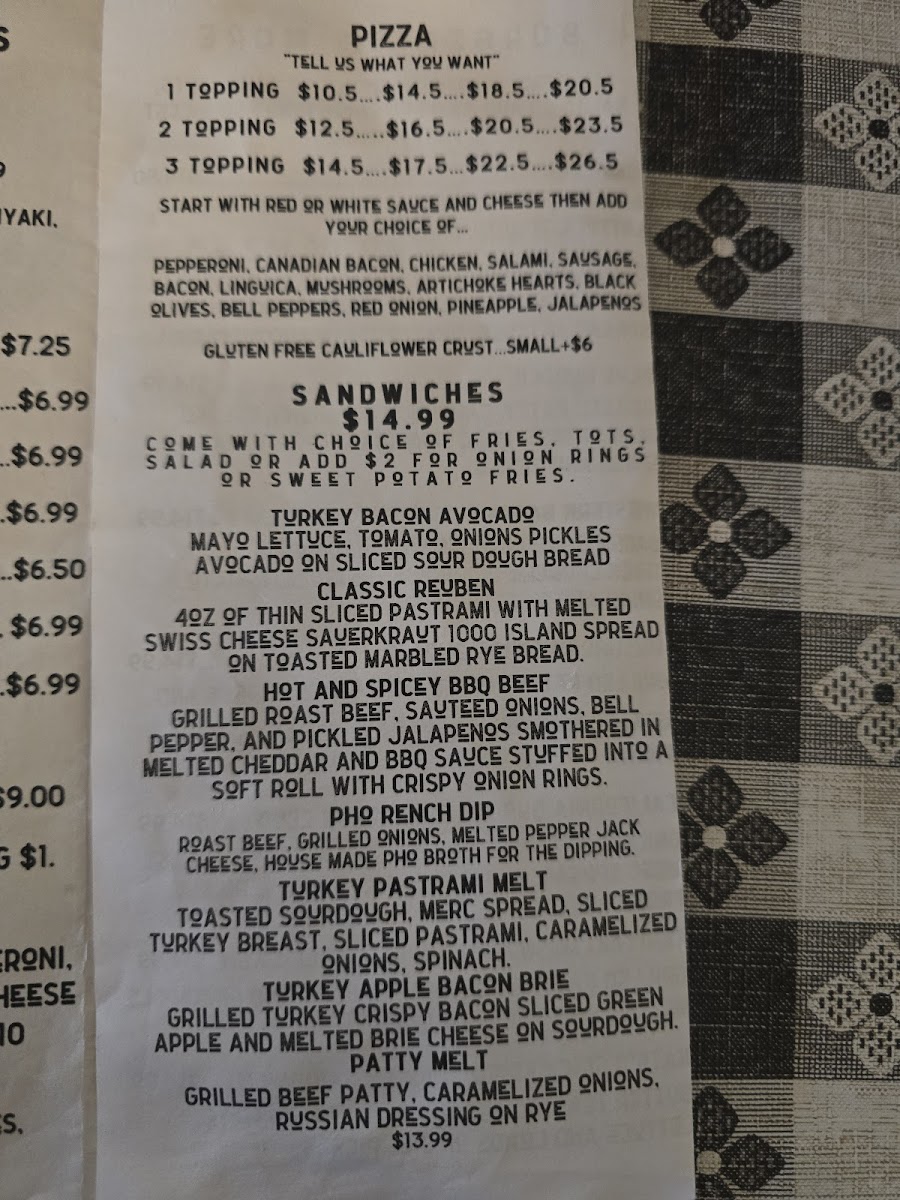 PIZZA
"TELL US WHAT YOU WANT"
1 TOPPING $10.5....$14.5....$18.5....$20.5
2 TOPPING $12.5.....$16.5....$20.5....$23.5
3 TOPPING $14.5....$17.5...$22.5....$26.5
START WITH RED OR WHITE SAUCE AND CHEESE THEN ADD
YOUR CHOICE OF...
PEPPERONI, CANADIAN BACON, CHICKEN, SALAMI, SAUSAGE,
BACON, LINGUICA, MUSHROOMS, ARTICHOKE HEARTS, BLACK
OLIVES, BELL PEPPERS, RED ONION, PINEAPPLE, JALAPENOS
GLUTEN FREE CAULIFLOWER CRUST...SMALL+$6
SANDWICHES
$14.99
COME WITH CHOICE OF FRIES, TOTS,
SALAD OR ADD $2 FOR ONION RINGS
OR SWEET POTATO FRIES.
TURKEY BACON AVOCADO
MAYO LETTUCE, TOMATO, ONIONS PICKLES
AVOCADO ON SLICED SOUR DOUGH BREAD
CLASSIC REUBEN
4OZ OF THIN SLICED PASTRAMI WITH MELTED
SWISS CHEESE SAUERKRAUT 1000 ISLAND SPREAD
ON TOASTED MARBLED RYE BREAD.
HOT AND SPICEY BBQ BEEF
GRILLED ROAST BEEF, SAUTEED ONIONS, BELL
PEPPER, AND PICKLED JALAPENOS SMOTHERED IN
MELTED CHEDDAR AND BBQ SAUCE STUFFED INTO A
SOFT ROLL WITH CRISPY ONION RINGS.
PHO RENCH DIP
ROAST BEEF, GRILLED ONIONS, MELTED PEPPER JACK
CHEESE, HOUSE MADE PHO BROTH FOR THE DIPPING.
TURKEY PASTRAMI MELT
TOASTED SOURDOUGH, MERC SPREAD, SLICED
TURKEY BREAST, SLICED PASTRAMI, CARAMELIZED
ONIONS, SPINACH.
TURKEY APPLE BACON BRIE
GRILLED TURKEY CRISPY BACON SLICED GREEN
APPLE AND MELTED BRIE CHEESE ON SOURDOUGH.
PATTY MELT
GRILLED BEEF PATTY, CARAMELIZED ONIONS,
RUSSIAN DRESSING ON RYE
$13.99
$7.25
...$6.99
..$6.99
.$6.99
...$6.50
. $6.99
.$6.99
$9.00
$1.